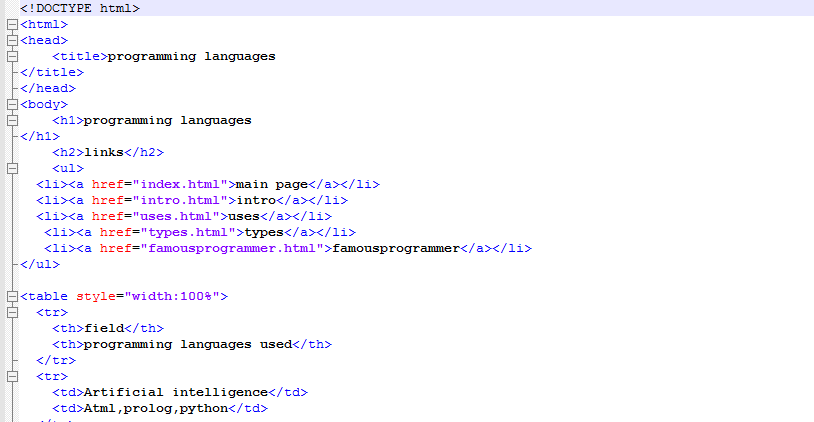 <!DOCTYPE html>
<html>
<head>
<title>programming languages
</title>
</head>
<body>
<h1>programming languages
</h1>
<h2>links</h2>
<ul>
<li><a href="index.html">main page</a></li>
<li><a href="intro.html">intro</a></li>
<li><a href="uses.html">uses</a></li>
<li><a href="types.html">types</a></li>
<li><a href="famousprogrammer.html">famousprogrammer</a></li>
</ul>
<table style="width:100%">
<tr>
<th>field</th>
<th>programming languages used</th>
</tr>
<tr>
<td>Artificial intelligence</td>
<td>Atml,prolog,python</td>